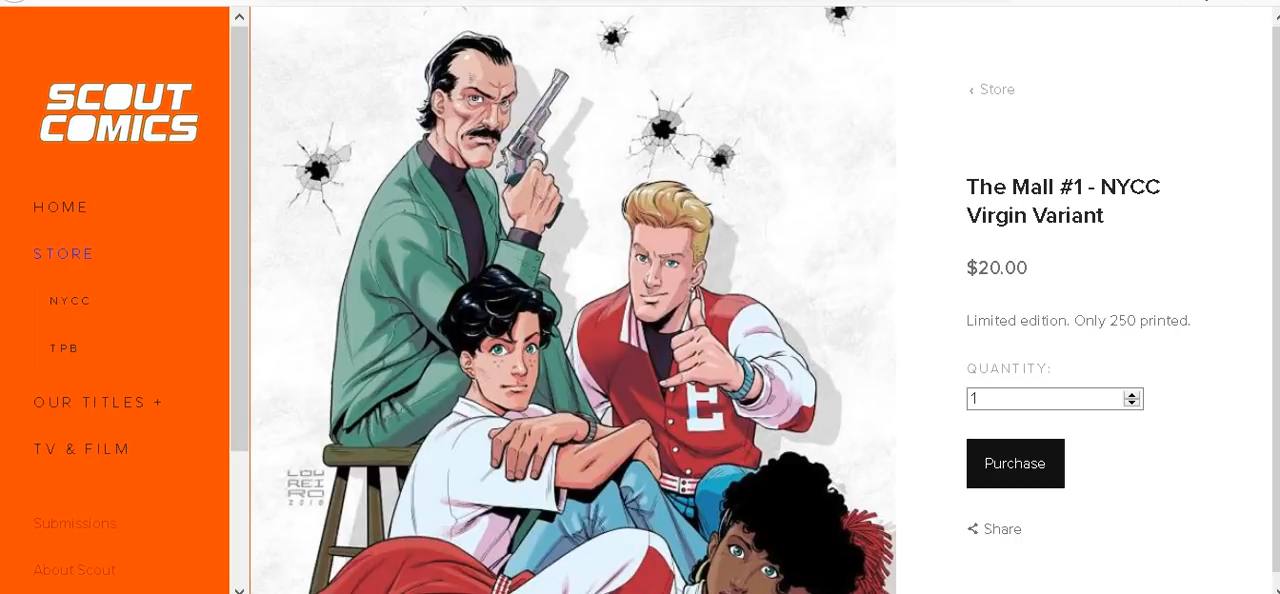 SCOUT
COMICS
HOME
STORE
NYCC
TPB
OUR TITLES +
TV & FILM
Submissions
About Scout
E
LOU
REI
RO
2018
‹ Store
The Mall #1 - NYCC
Virgin Variant
$20.00
Limited edition. Only 250 printed.
QUANTITY:
1
Purchase
Share